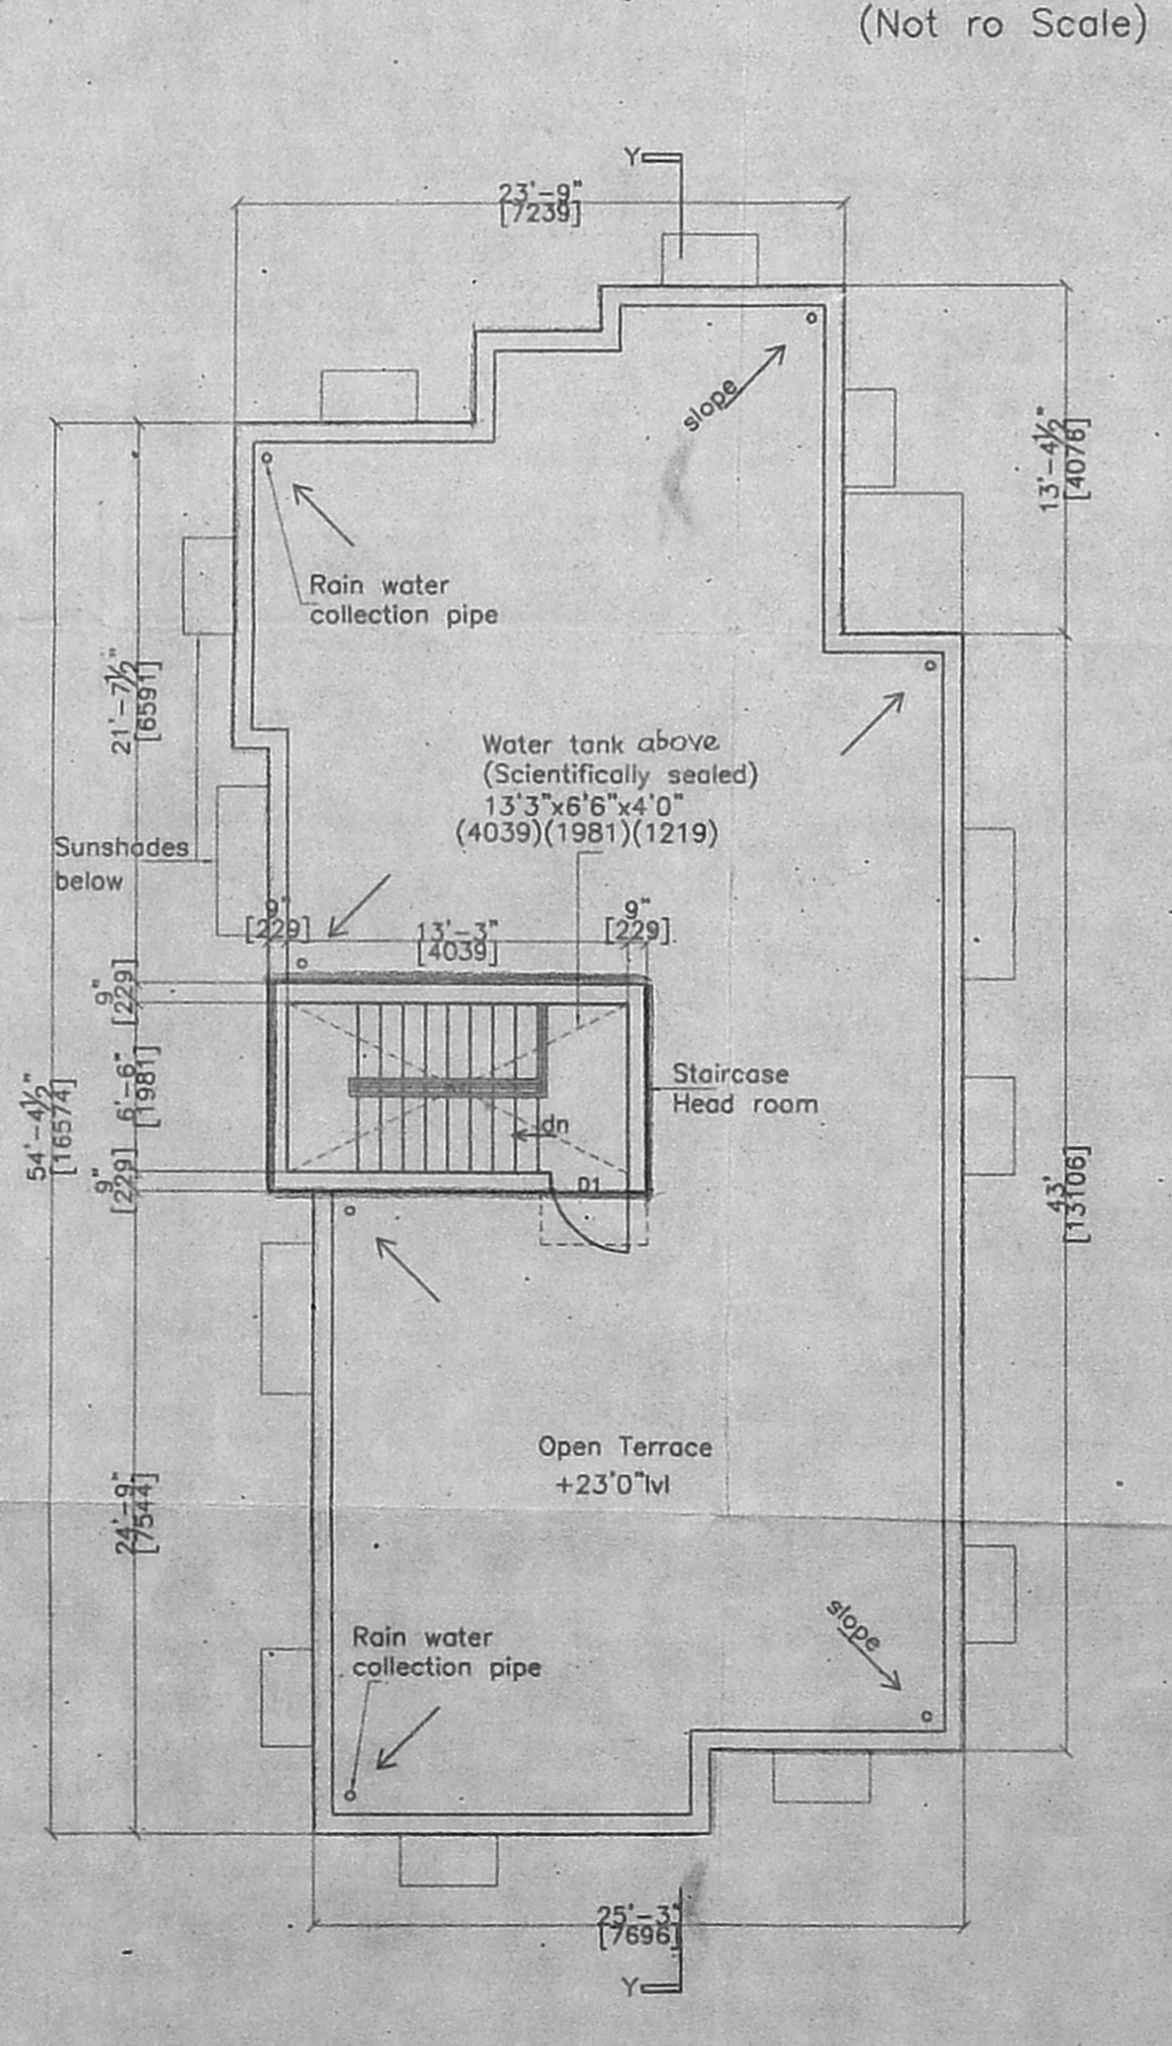 (Not ro Scale)
Y
23'-9"
[7239]
slope
13'-4½"
[4076]
Rain water
collection pipe
21'-7½"
[6591]
Water tank above
(Scientifically sealed)
13'3"x6'6"x4'0"
(4039)(1981)(1219)
Sunshades
below
9"
[229]
13'-3"
[4039]
9"
[229]
9"
[229]
6'-6"
[1981]
9"
[229]
54'-4½"
[16574]
Staircase
Head room
dn
D1
43'
[13106]
Open Terrace
+23'0"lvl
24'-9"
[7544]
slope
Rain water
collection pipe
25'-3"
[7696]
Y